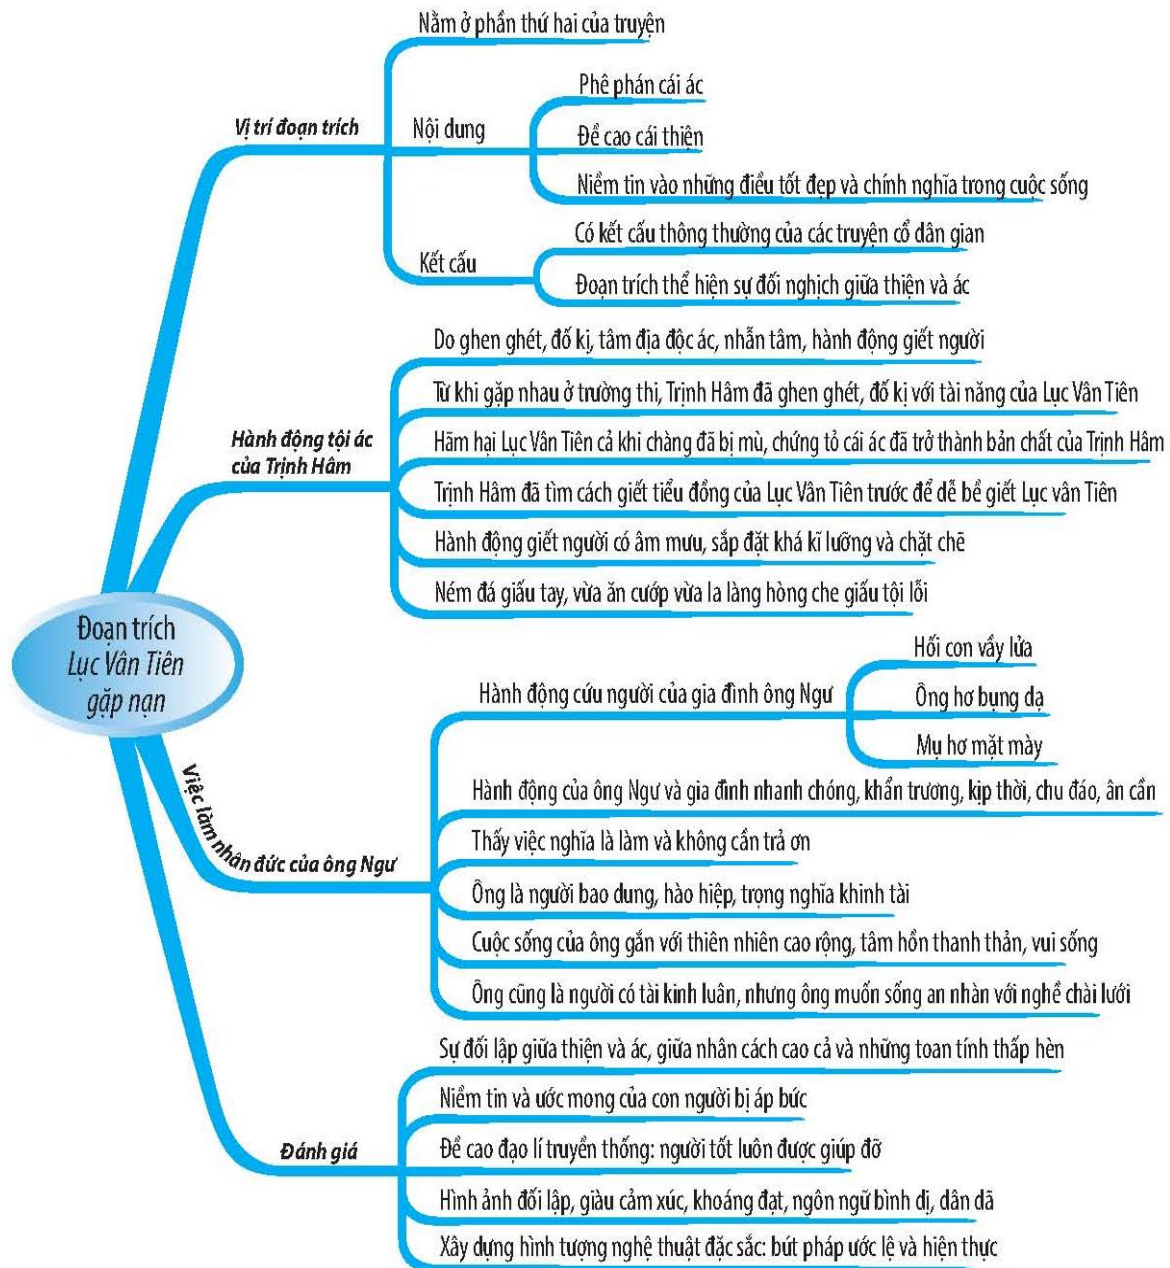 Nằm ở phần thứ hai của truyện
Vị trí đoạn trích
Nội dung
Phê phán cái ác
Đề cao cái thiện
Niềm tin vào những điều tốt đẹp và chính nghĩa trong cuộc sống
Kết cấu
Có kết cấu thông thường của các truyện cổ dân gian
Đoạn trích thể hiện sự đối nghịch giữa thiện và ác
Hành động tội ác
của Trịnh Hâm
Do ghen ghét, đố kị, tâm địa độc ác, nhẫn tâm, hành động giết người
Từ khi gặp nhau ở trường thi, Trịnh Hâm đã ghen ghét, đố kị với tài năng của Lục Vân Tiên
Hãm hại Lục Vân Tiên cả khi chàng đã bị mù, chứng tỏ cái ác đã trở thành bản chất của Trịnh Hâm
Trịnh Hâm đã tìm cách giết tiểu đồng của Lục Vân Tiên trước để dễ bề giết Lục vân Tiên
Hành động giết người có âm mưu, sắp đặt khá kĩ lưỡng và chặt chẽ
Ném đá giấu tay, vừa ăn cướp vừa la làng hòng che giấu tội lỗi
Đoạn trích
Lục Vân Tiên
gặp nạn
Việc làm nhân đức của ông Ngư
Hành động cứu người của gia đình ông Ngư
Hối con vầy lửa
Ông hơ bụng dạ
Mụ hơ mặt mày
Hành động của ông Ngư và gia đình nhanh chóng, khẩn trương, kịp thời, chu đáo, ân cần
Thấy việc nghĩa là làm và không cần trả ơn
Ông là người bao dung, hào hiệp, trọng nghĩa khinh tài
Cuộc sống của ông gắn với thiên nhiên cao rộng, tâm hồn thanh thản, vui sống
Ông cũng là người có tài kinh luân, nhưng ông muốn sống an nhàn với nghề chài lưới
Đánh giá
Sự đối lập giữa thiện và ác, giữa nhân cách cao cả và những toan tính thấp hèn
Niềm tin và ước mong của con người bị áp bức
Đề cao đạo lí truyền thống: người tốt luôn được giúp đỡ
Hình ảnh đối lập, giàu cảm xúc, khoáng đạt, ngôn ngữ bình dị, dân dã
Xây dựng hình tượng nghệ thuật đặc sắc: bút pháp ước lệ và hiện thực